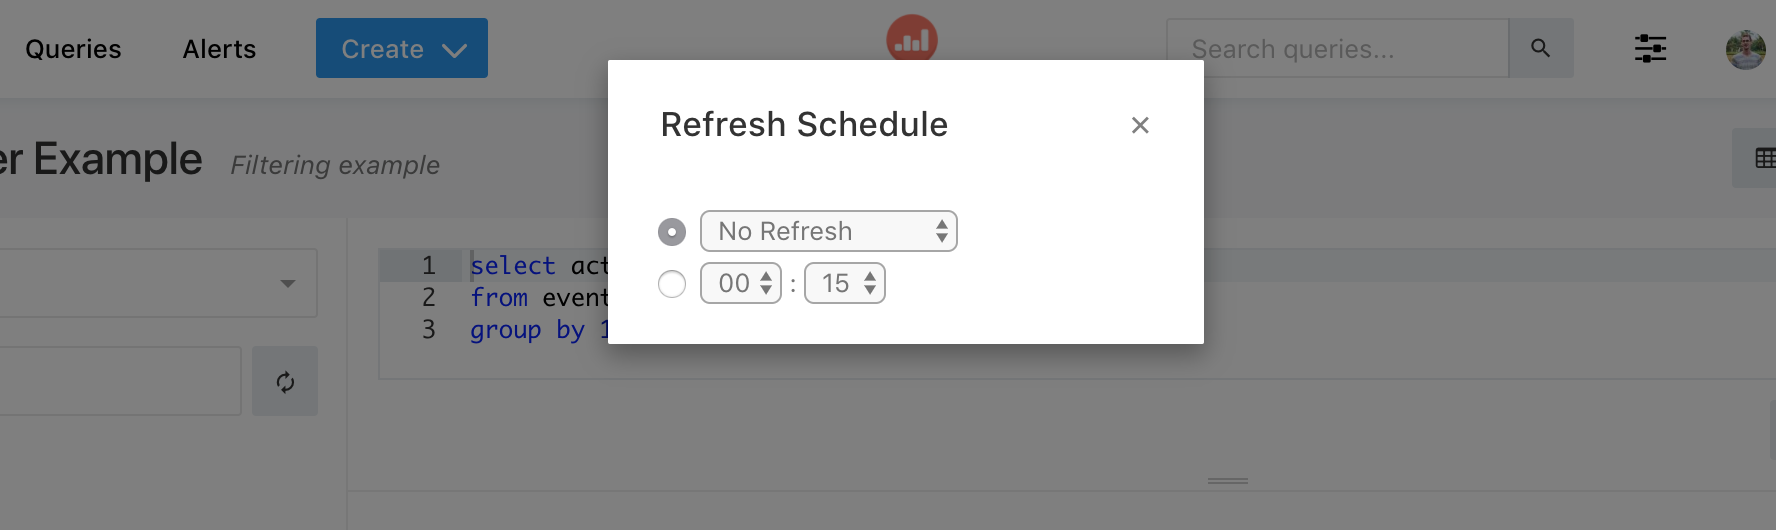 Queries Alerts Create Search queries...
Refresh Schedule ×
er Example Filtering example
No Refresh
00 : 15
1 select act
2 from event
3 group by 1